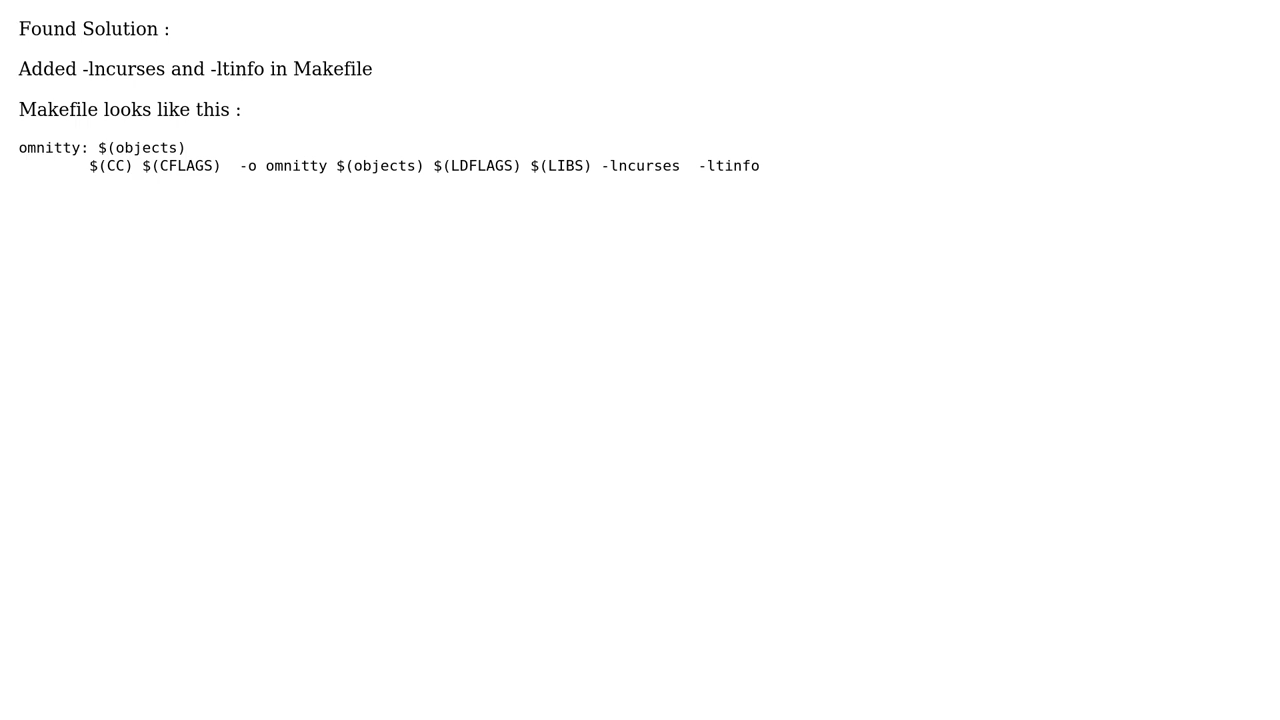 Found Solution :
Added -lncurses and -ltinfo in Makefile
Makefile looks like this :
omnitty: $(objects)
        $(CC) $(CFLAGS)  -o omnitty $(objects) $(LDFLAGS) $(LIBS) -lncurses  -ltinfo